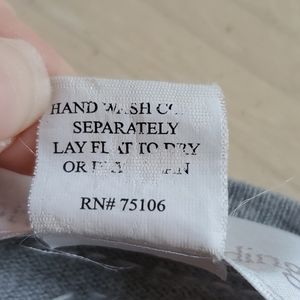 HAND WASH
SEPARATELY
LAY FLAT TO DRY
OR
RN# 75106